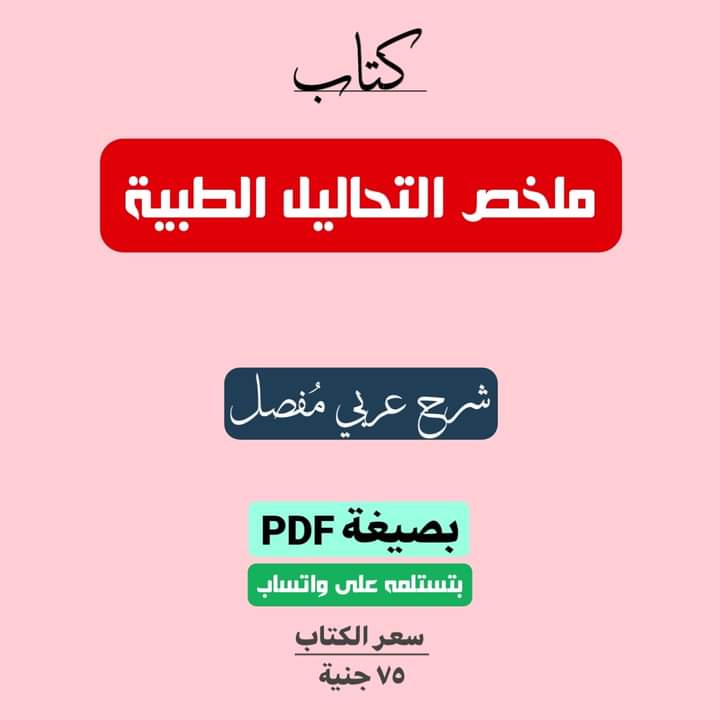 كتاب
ملخص التحاليل الطبية
شرح عربي مُفصل
بصيغة PDF
بتستلمه على واتساب
سعر الكتاب
٧٥ جنية